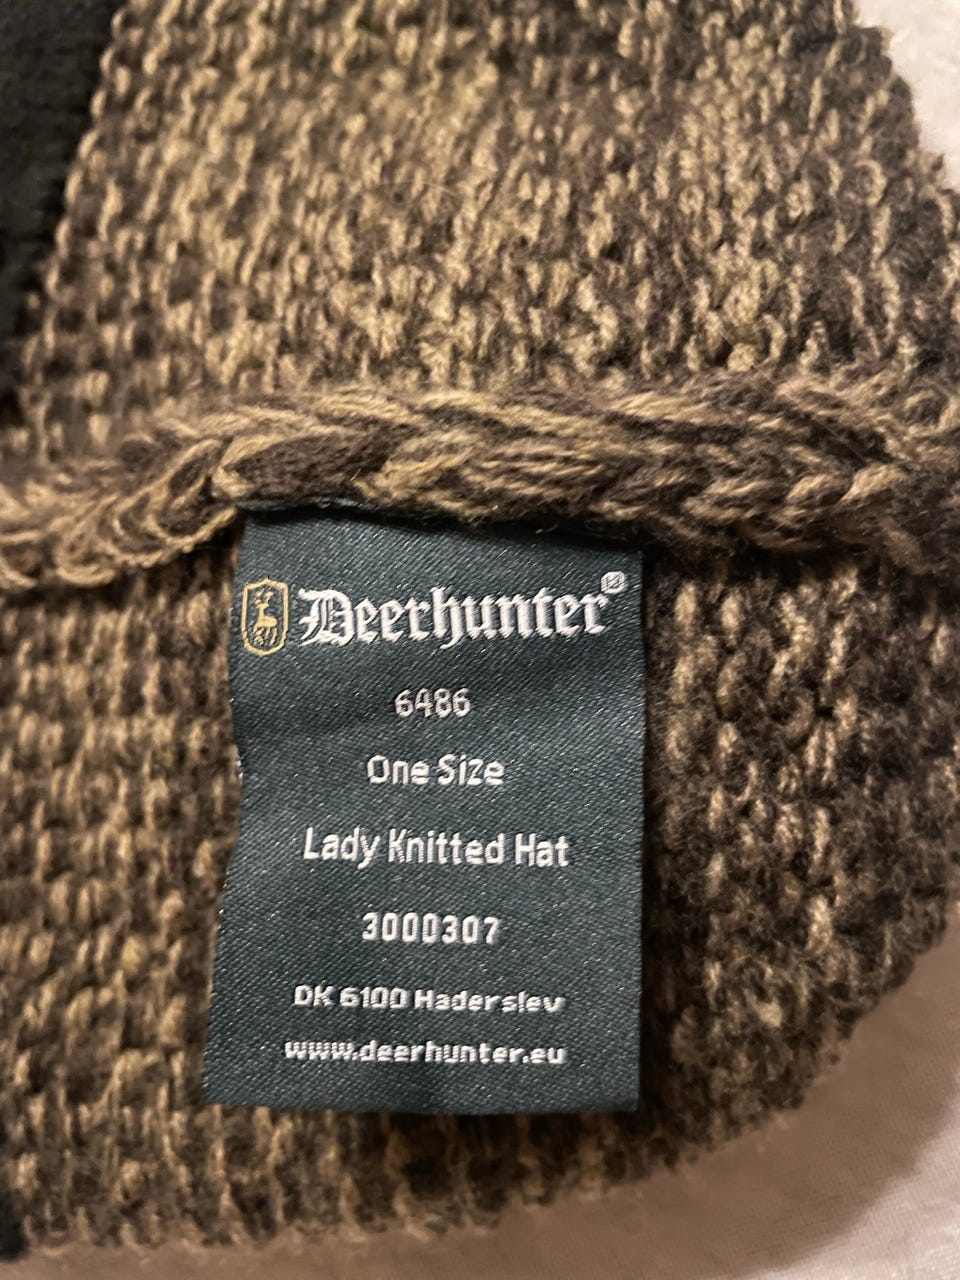 Deerhunter®
6486
One Size
Lady Knitted Hat
3000307
DK 6100 Haderslev
www.deerhunter.eu